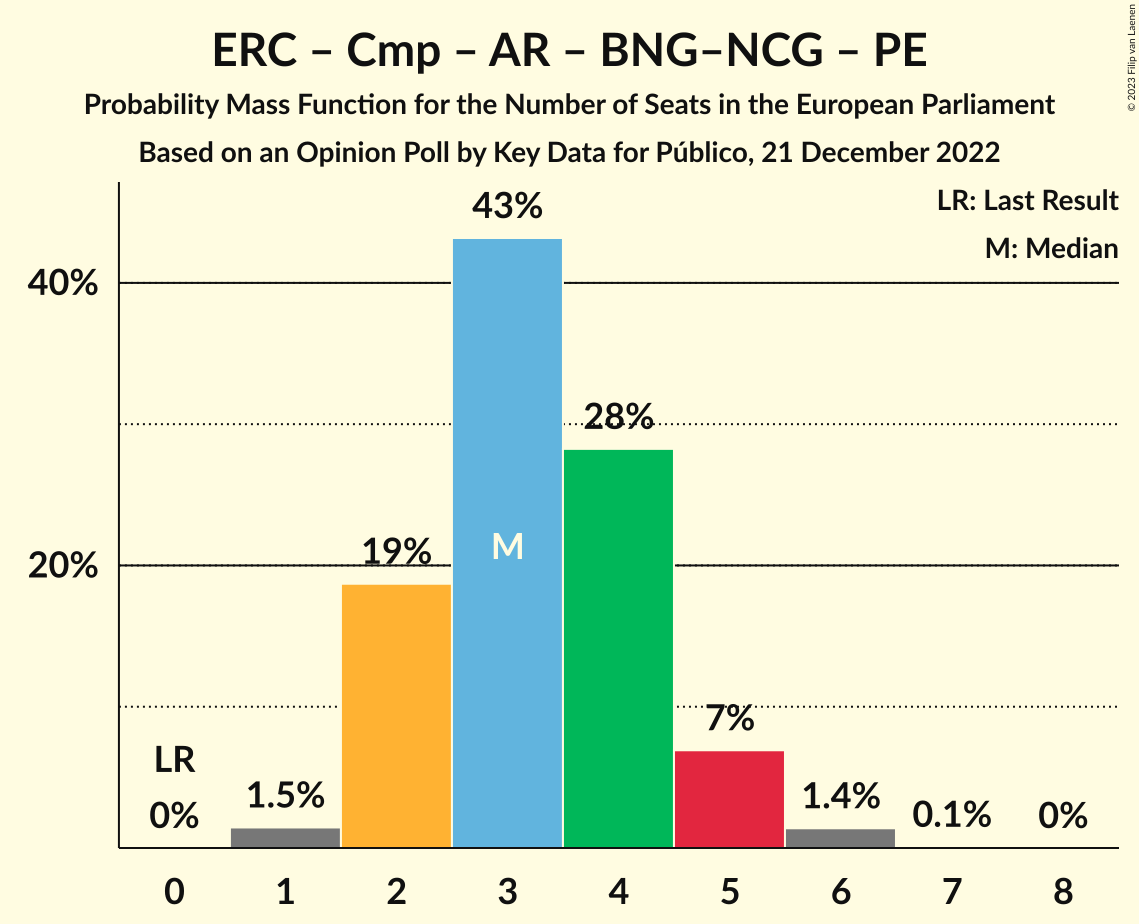 ERC – Cmp – AR – BNG–NCG – PE
Probability Mass Function for the Number of Seats in the European Parliament
Based on an Opinion Poll by Key Data for Público, 21 December 2022
© 2023 Filip van Laenen
LR: Last Result
M: Median
43%
40%
28%
19%
M
20%
7%
LR
0%
1.5%
1.4%
0.1%
0%
0 1 2 3 4 5 6 7 8